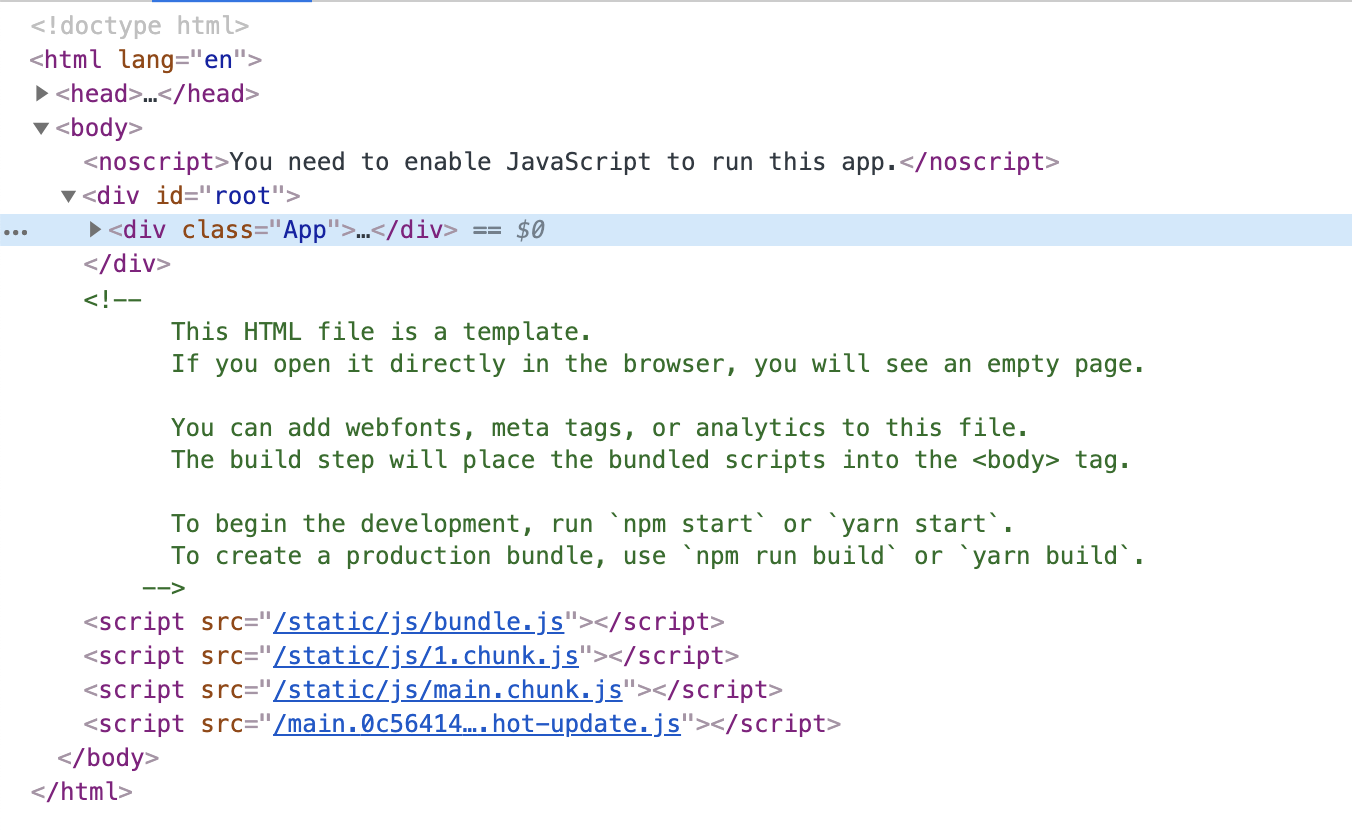 <!doctype html>
<html lang="en">
<head>…</head>
<body>
<noscript>You need to enable JavaScript to run this app.</noscript>
<div id="root">
… <div class="App">…</div> == $0
</div>
<!--
This HTML file is a template.
If you open it directly in the browser, you will see an empty page.
You can add webfonts, meta tags, or analytics to this file.
The build step will place the bundled scripts into the <body> tag.
To begin the development, run `npm start` or `yarn start`.
To create a production bundle, use `npm run build` or `yarn build`.
-->
<script src="/static/js/bundle.js"></script>
<script src="/static/js/1.chunk.js"></script>
<script src="/static/js/main.chunk.js"></script>
<script src="/main.0c56414….hot-update.js"></script>
</body>
</html>